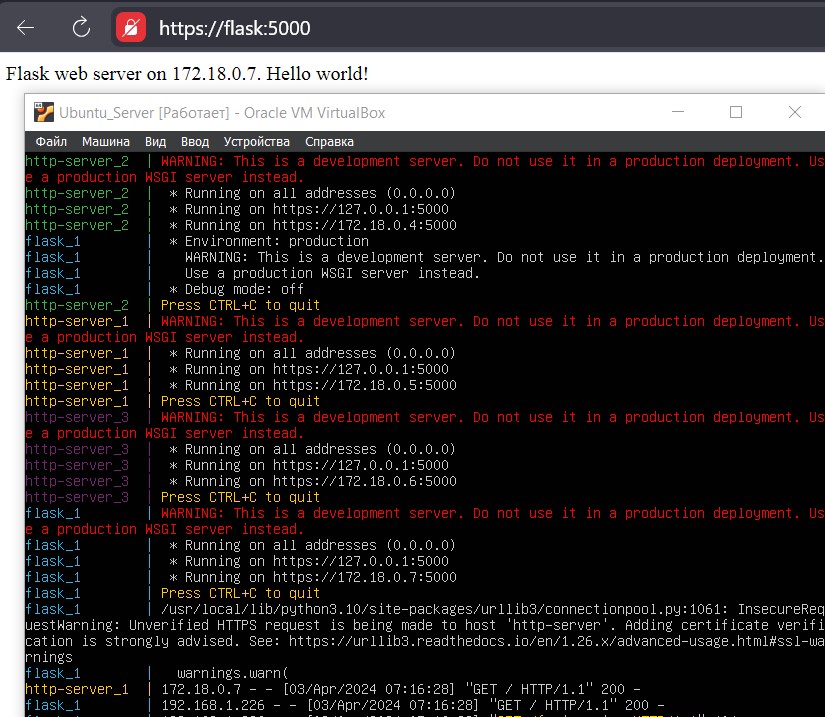 https://flask:5000
Flask web server on 172.18.0.7. Hello world!
Ubuntu_Server [Работает] - Oracle VM VirtualBox
Файл Машина Вид Ввод Устройства Справка
http-server_2 | WARNING: This is a development server. Do not use it in a production deployment. Us
e a production WSGI server instead.
http-server_2 | * Running on all addresses (0.0.0.0)
http-server_2 | * Running on https://127.0.0.1:5000
http-server_2 | * Running on https://172.18.0.4:5000
flask_1 | * Environment: production
flask_1 | WARNING: This is a development server. Do not use it in a production deployment.
flask_1 | Use a production WSGI server instead.
flask_1 | * Debug mode: off
http-server_2 | Press CTRL+C to quit
http-server_1 | WARNING: This is a development server. Do not use it in a production deployment. Us
e a production WSGI server instead.
http-server_1 | * Running on all addresses (0.0.0.0)
http-server_1 | * Running on https://127.0.0.1:5000
http-server_1 | * Running on https://172.18.0.5:5000
http-server_1 | Press CTRL+C to quit
http-server_3 | WARNING: This is a development server. Do not use it in a production deployment. Us
e a production WSGI server instead.
http-server_3 | * Running on all addresses (0.0.0.0)
http-server_3 | * Running on https://127.0.0.1:5000
http-server_3 | * Running on https://172.18.0.6:5000
http-server_3 | Press CTRL+C to quit
flask_1 | WARNING: This is a development server. Do not use it in a production deployment. Us
e a production WSGI server instead.
flask_1 | * Running on all addresses (0.0.0.0)
flask_1 | * Running on https://127.0.0.1:5000
flask_1 | * Running on https://172.18.0.7:5000
flask_1 | Press CTRL+C to quit
flask_1 | /usr/local/lib/python3.10/site-packages/urllib3/connectionpool.py:1061: InsecureReq
uestWarning: Unverified HTTPS request is being made to host 'http-server'. Adding certificate verifi
cation is strongly advised. See: https://urllib3.readthedocs.io/en/1.26.x/advanced-usage.html#ssl-wa
rnings
flask_1 | warnings.warn(
http-server_1 | 172.18.0.7 - - [03/Apr/2024 07:16:28] "GET / HTTP/1.1" 200 -
flask_1 | 192.168.1.226 - - [03/Apr/2024 07:16:28] "GET / HTTP/1.1" 200 -